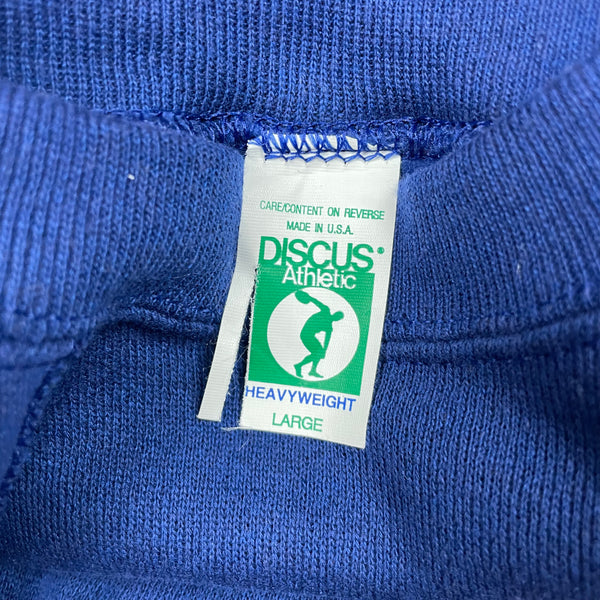 CARE/CONTENT ON REVERSE
MADE IN U.S.A.
DISCUS®
Athletic
HEAVYWEIGHT
LARGE